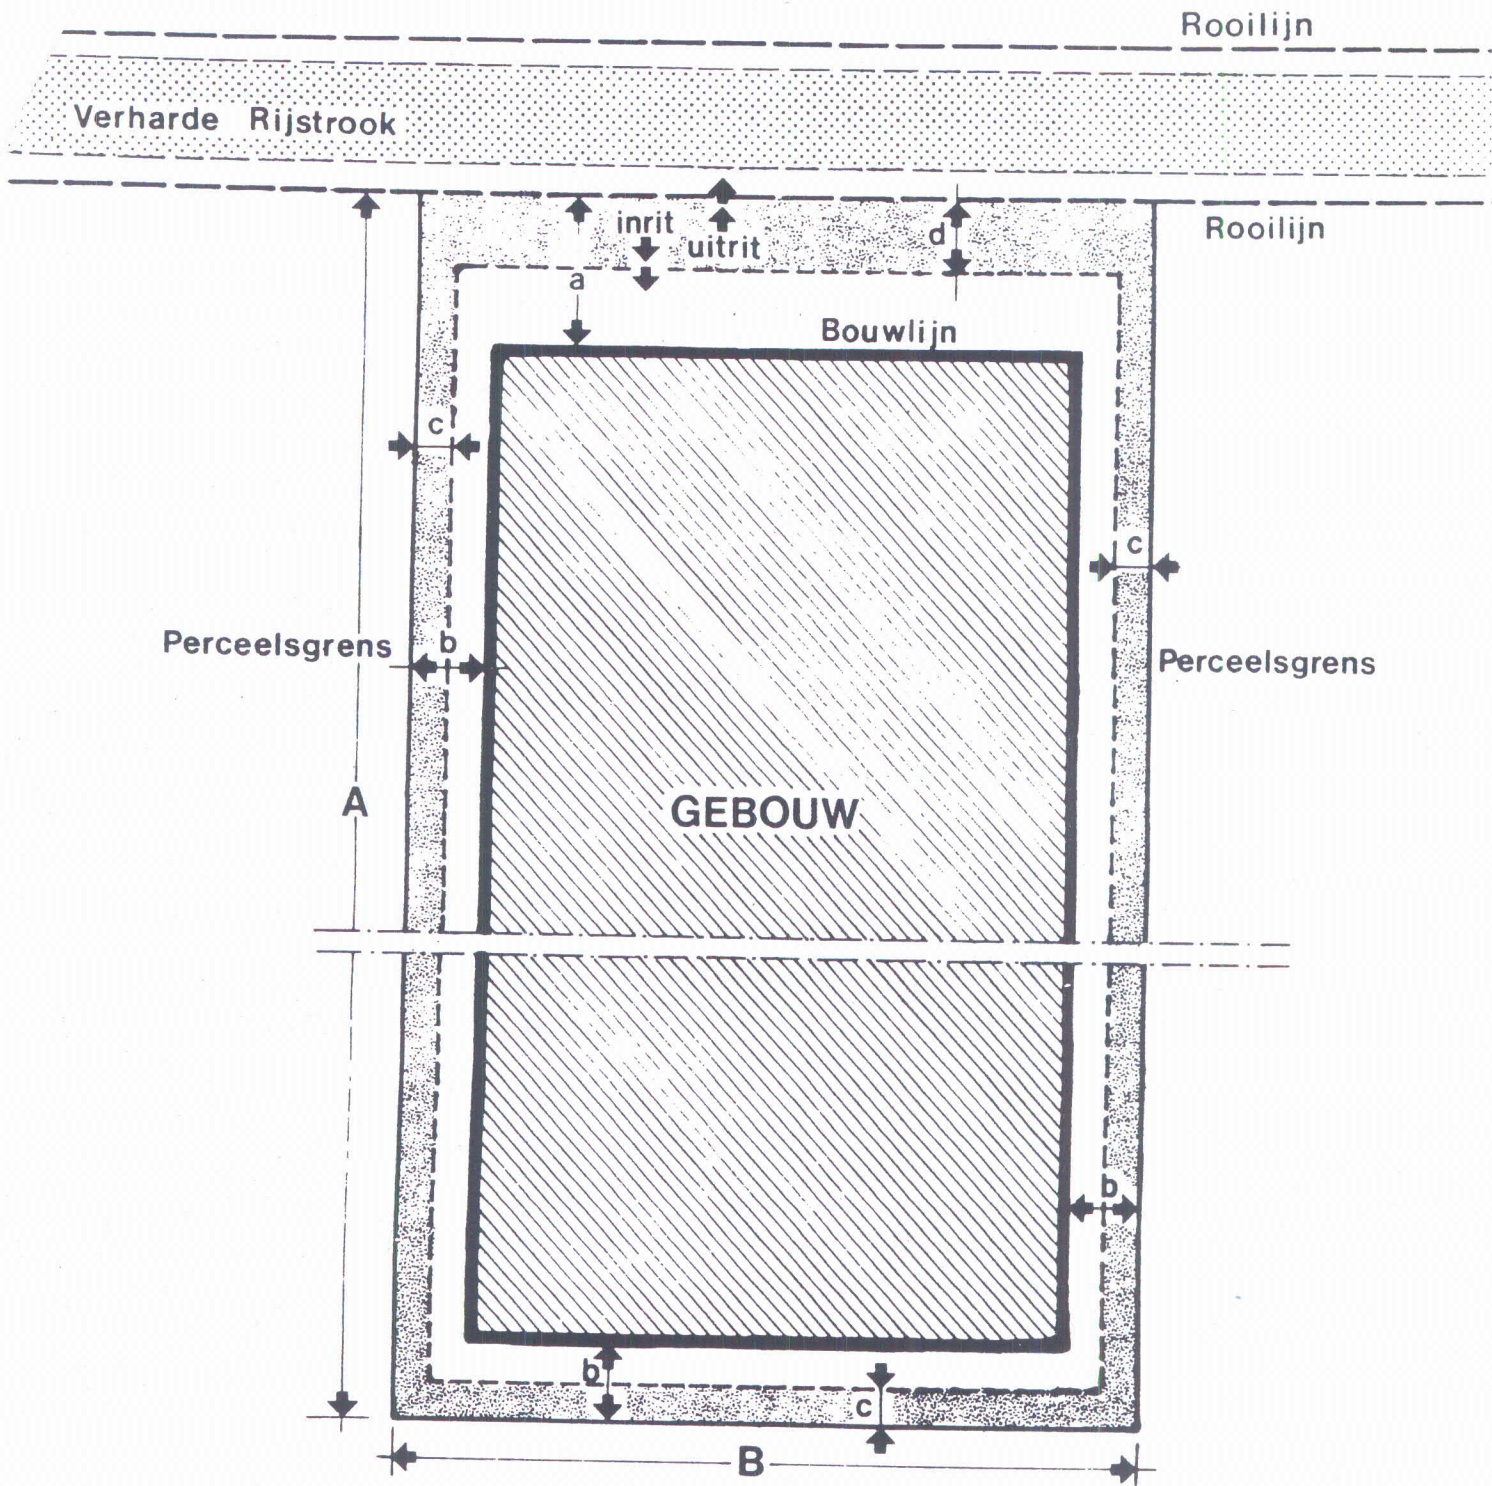 Rooilijn
Verharde Rijstrook
inrit
uitrit
d
Rooilijn
a
Bouwlijn
c
c
Perceelsgrens
b
Perceelsgrens
A
GEBOUW
b
b
c
B